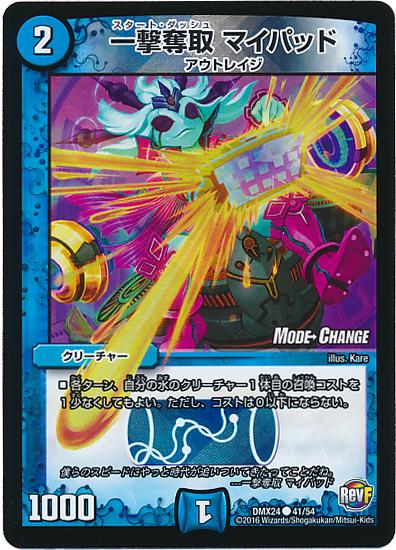 スタート・ダッシュ
2
一撃奪取 マイパッド
アウトレイジ
MODE CHANGE
illus. Kare
クリーチャー
■各ターン、自分の水のクリーチャー1体目の召喚コストを
1少なくしてもよい。ただし、コストは0以下にならない。
僕らのスピードにやっと時代が追いついてきたってことだね。
...一撃奪取 マイパッド
RevF
1000
1
DMX24 ● 41/54
©2016 Wizards/Shogakukan/Mitsui-Kids